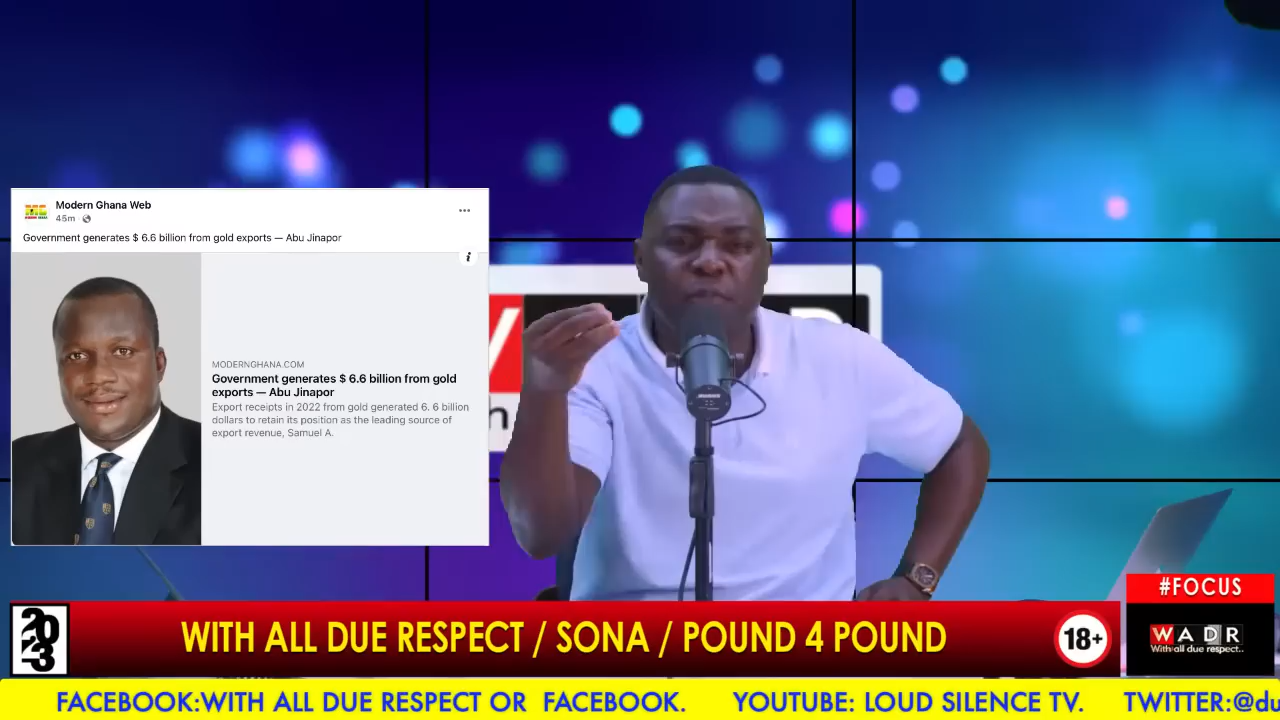 Modern Ghana Web
45m
Government generates $ 6.6 billion from gold exports — Abu Jinapor
MODERNGHANA.COM
Government generates $ 6.6 billion from gold
exports — Abu Jinapor
Export receipts in 2022 from gold generated 6. 6 billion
dollars to retain its position as the leading source of
export revenue, Samuel A.
#FOCUS
2023
WITH ALL DUE RESPECT / SONA / POUND 4 POUND
18+
WADR
With all due respect..
FACEBOOK:WITH ALL DUE RESPECT OR FACEBOOK. YOUTUBE: LOUD SILENCE TV. TWITTER:@du